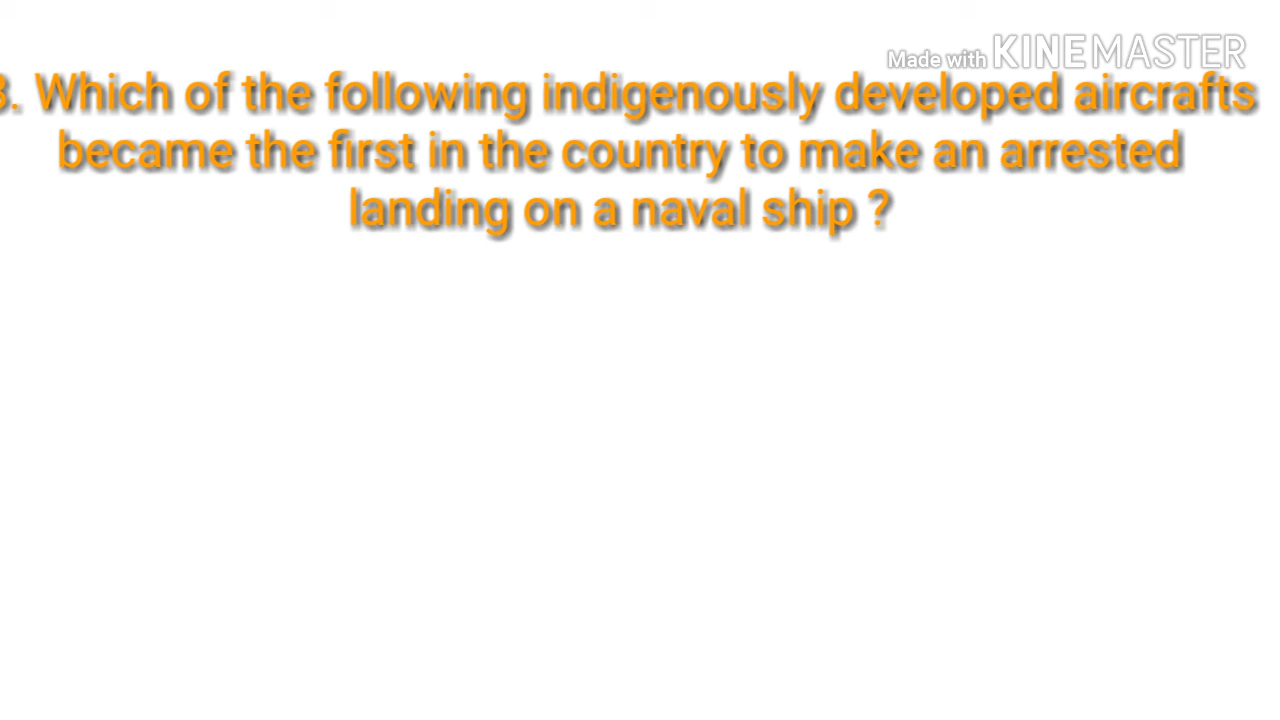 Made with KINEMASTER
3. Which of the following indigenously developed aircrafts
became the first in the country to make an arrested
landing on a naval ship ?